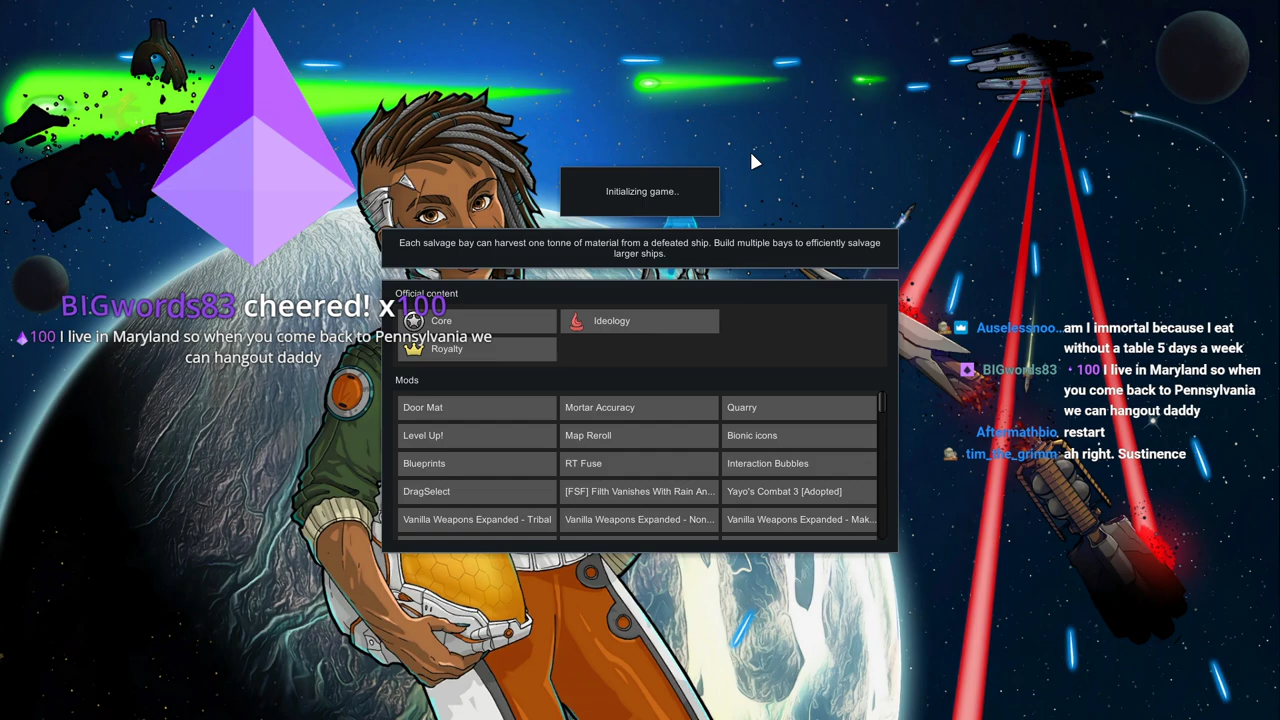 Initializing game..
Each salvage bay can harvest one tonne of material from a defeated ship. Build multiple bays to efficiently salvage
larger ships.
Official content
Core
Ideology
Royalty
BIGwords83 cheered! x100
100 I live in Maryland so when you come back to Pennsylvania we
can hangout daddy
Mods
Door Mat
Mortar Accuracy
Quarry
Level Up!
Map Reroll
Bionic icons
Blueprints
RT Fuse
Interaction Bubbles
DragSelect
[FSF] Filth Vanishes With Rain An...
Yayo's Combat 3 [Adopted]
Vanilla Weapons Expanded - Tribal
Vanilla Weapons Expanded - Non...
Vanilla Weapons Expanded - Mak...
Auselessnoo... am I immortal because I eat
without a table 5 days a week
BIGwords83 100 I live in Maryland so when
you come back to Pennsylvania
we can hangout daddy
Aftermathbio restart
tim_the_grimm: ah right. Sustinence